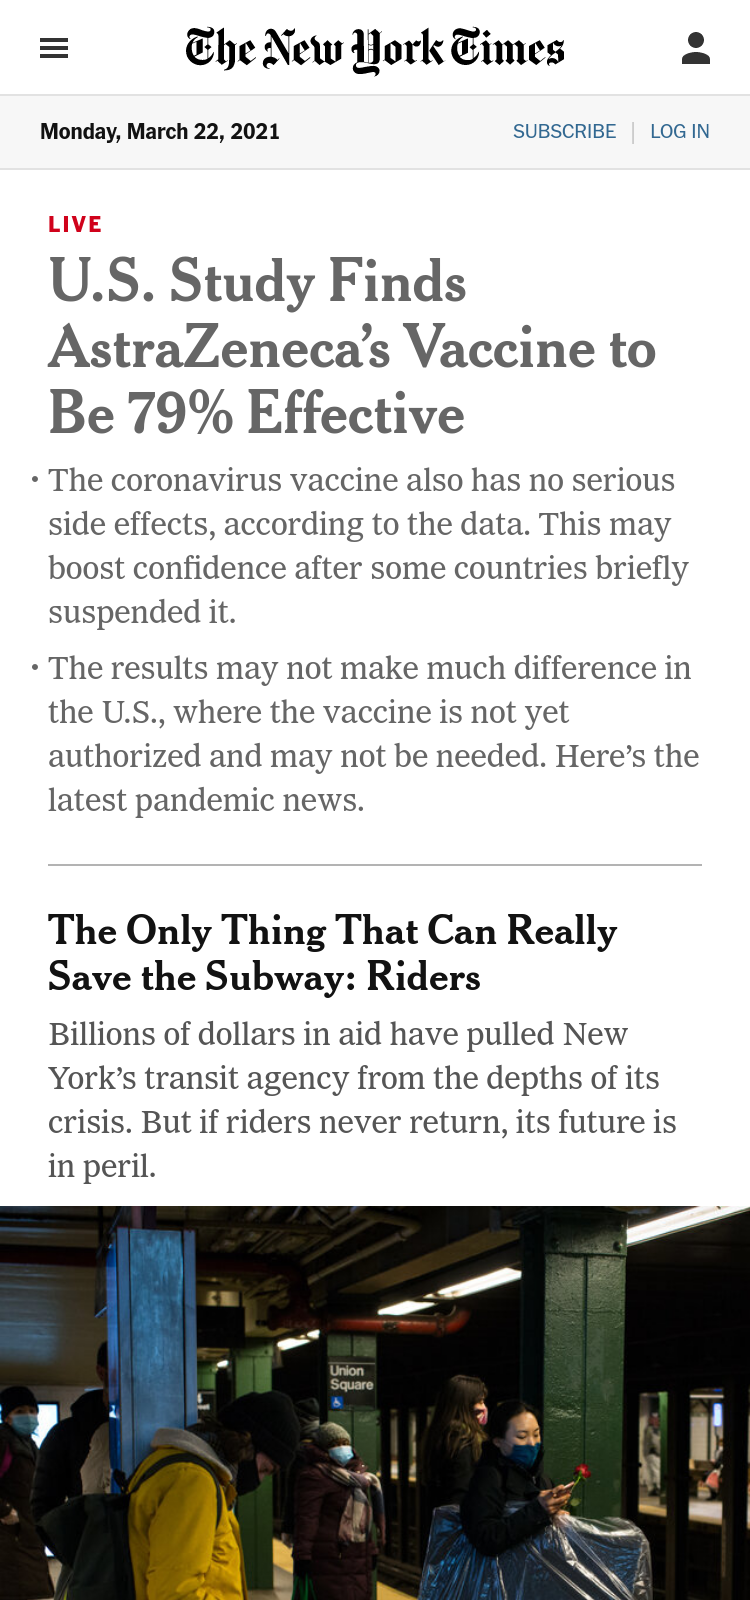 The New York Times
Monday, March 22, 2021
SUBSCRIBE | LOG IN
LIVE
U.S. Study Finds
AstraZeneca’s Vaccine to
Be 79% Effective
• The coronavirus vaccine also has no serious
side effects, according to the data. This may
boost confidence after some countries briefly
suspended it.
• The results may not make much difference in
the U.S., where the vaccine is not yet
authorized and may not be needed. Here’s the
latest pandemic news.
The Only Thing That Can Really
Save the Subway: Riders
Billions of dollars in aid have pulled New
York’s transit agency from the depths of its
crisis. But if riders never return, its future is
in peril.
Union
Square